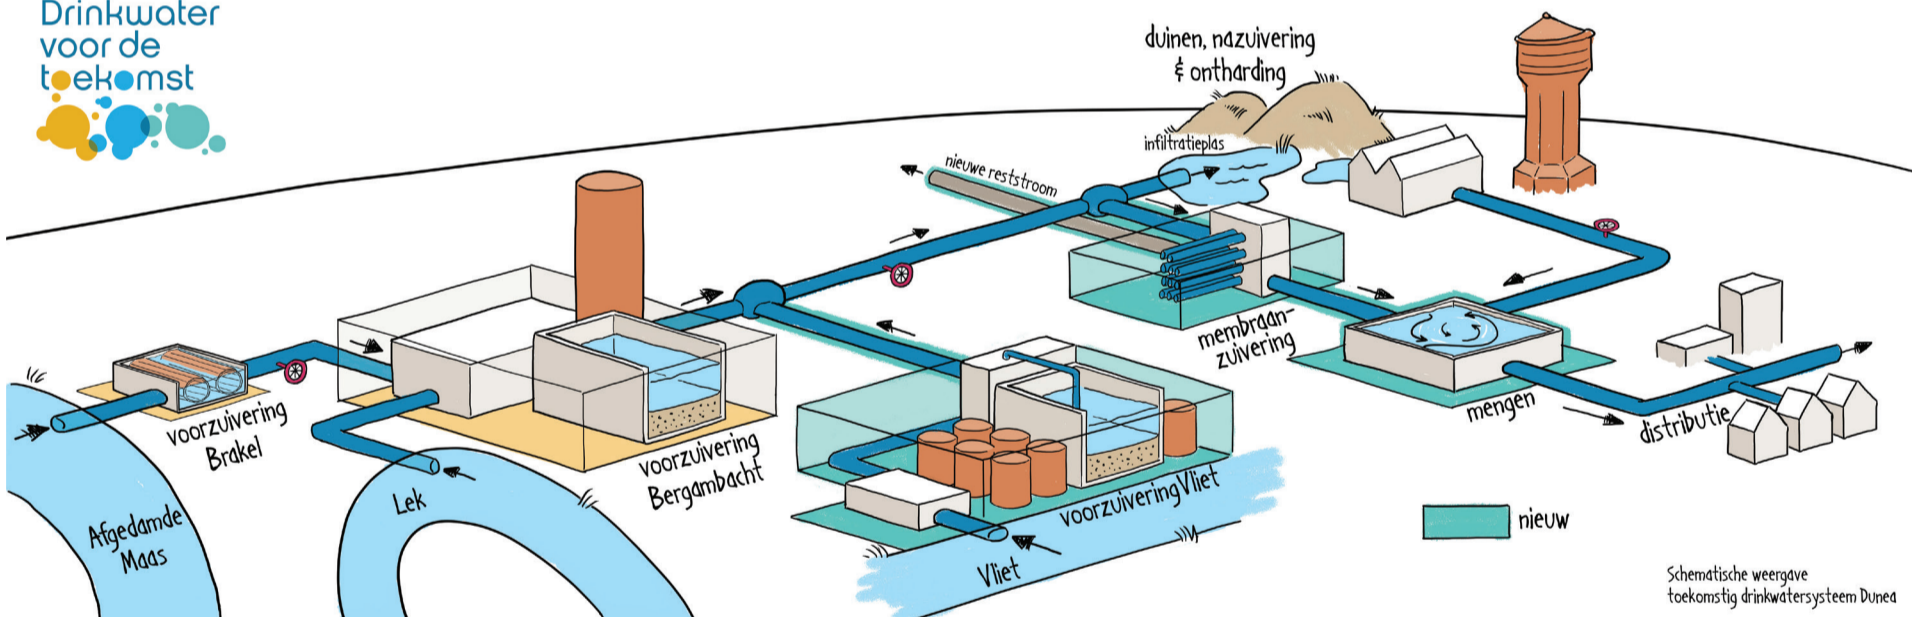 Drinkwater
voor de
toekomst
duinen, nazuivering
& ontharding
infiltratieplas
nieuwe reststroom
membraan-
zuivering
mengen
distributie
voorzuivering
Brakel
voorzuivering
Bergambacht
voorzuivering Vliet
Afgedamde
Maas
Lek
Vliet
nieuw
Schematische weergave
toekomstig drinkwatersysteem Dunea